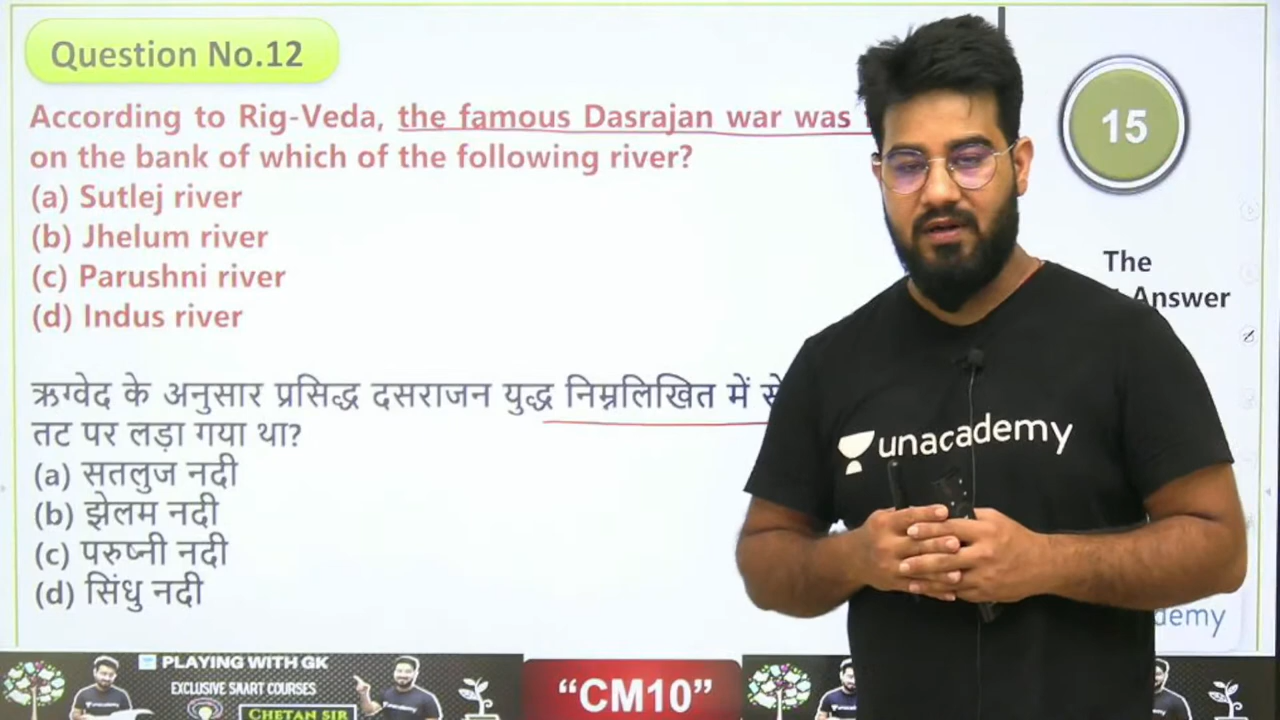 Question No.12
According to Rig-Veda, the famous Dasrajan war was
on the bank of which of the following river?
(a) Sutlej river
(b) Jhelum river
(c) Parushni river
(d) Indus river
ऋग्वेद के अनुसार प्रसिद्ध दसराजन युद्ध निम्नलिखित में से
तट पर लड़ा गया था?
(a) सतलुज नदी
(b) झेलम नदी
(c) परुष्नी नदी
(d) सिंधु नदी
15
The
Answer
unacademy
demy
PLAYING WITH GK
EXCLUSIVE SAART COURSES
CHETAN SIR
“CM10”